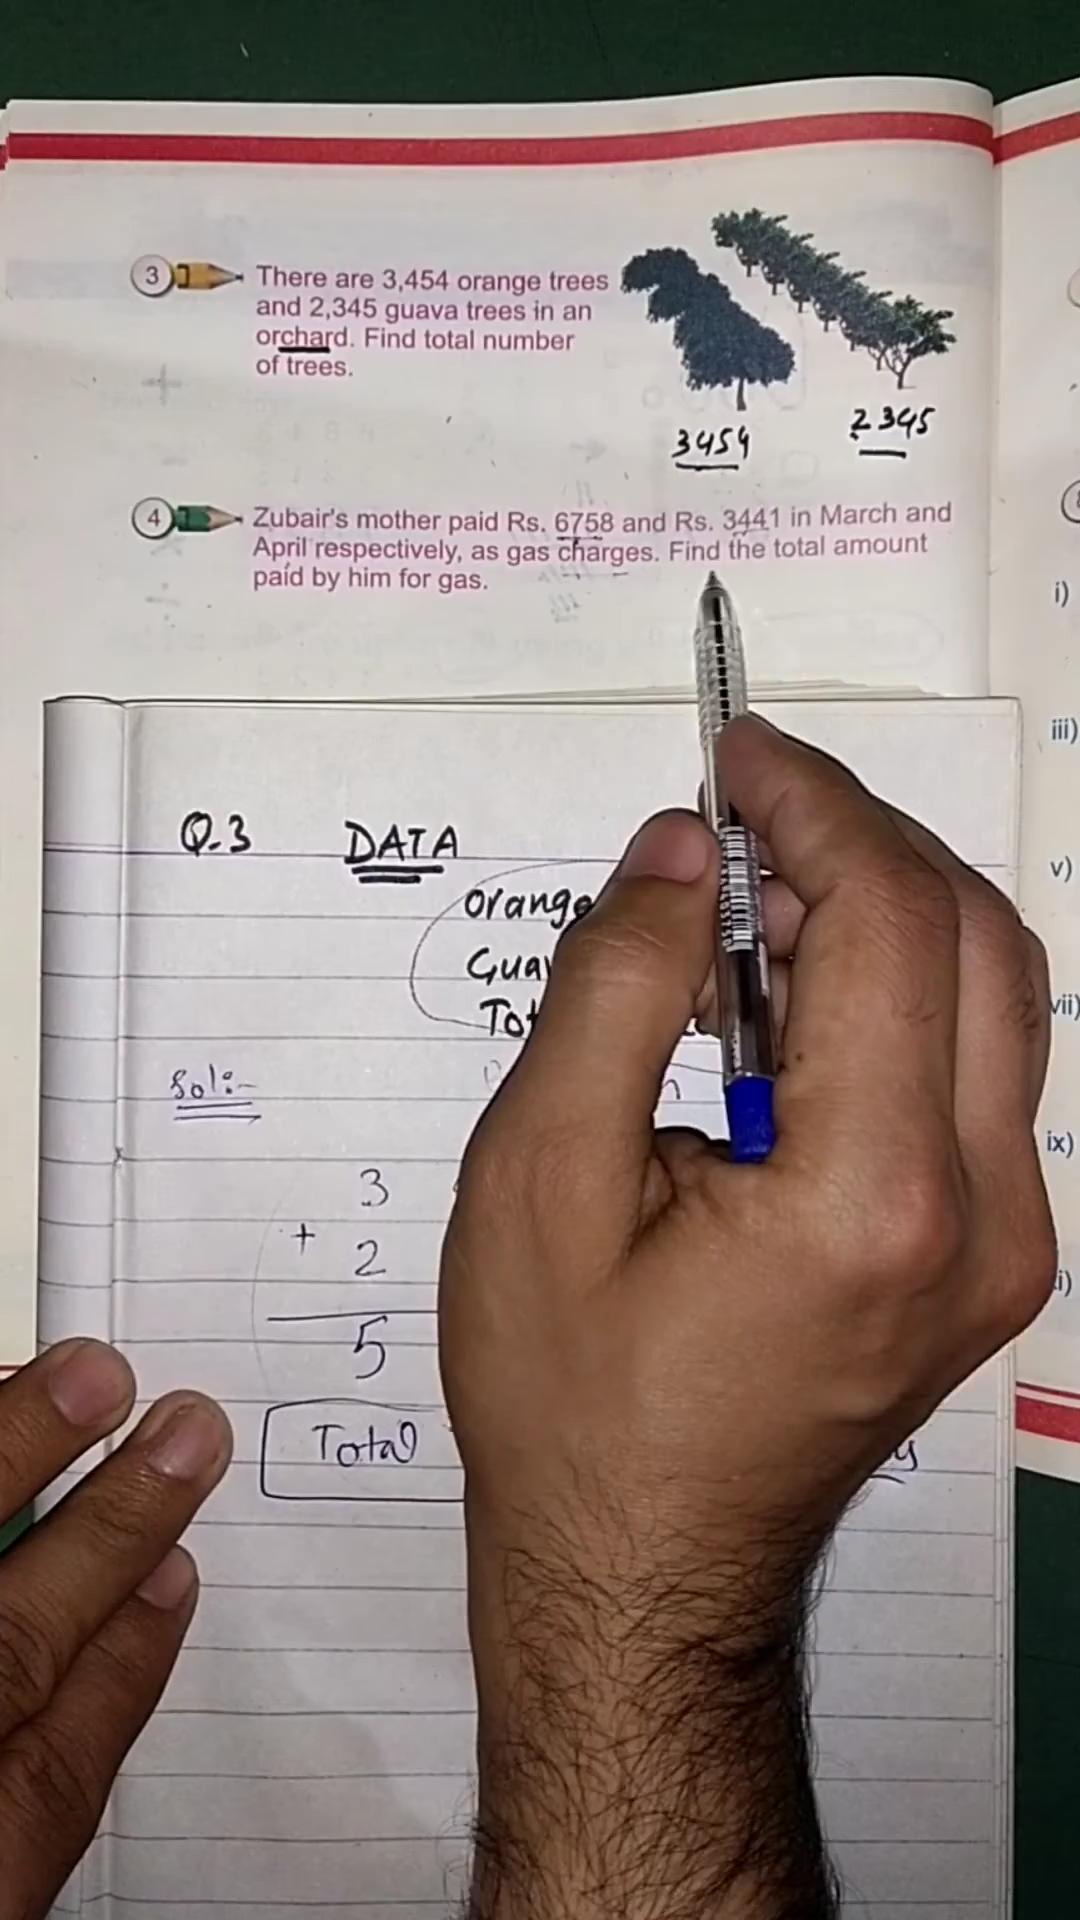 3
There are 3,454 orange trees
and 2,345 guava trees in an
orchard. Find total number
of trees.
3454
2345
4
Zubair's mother paid Rs. 6758 and Rs. 3441 in March and
April respectively, as gas charges. Find the total amount
paid by him for gas.
i)
iii)
v)
vii)
ix)
Q.3 DATA
orange
Gua
Tot
Sol:-
3
+ 2
5
Total